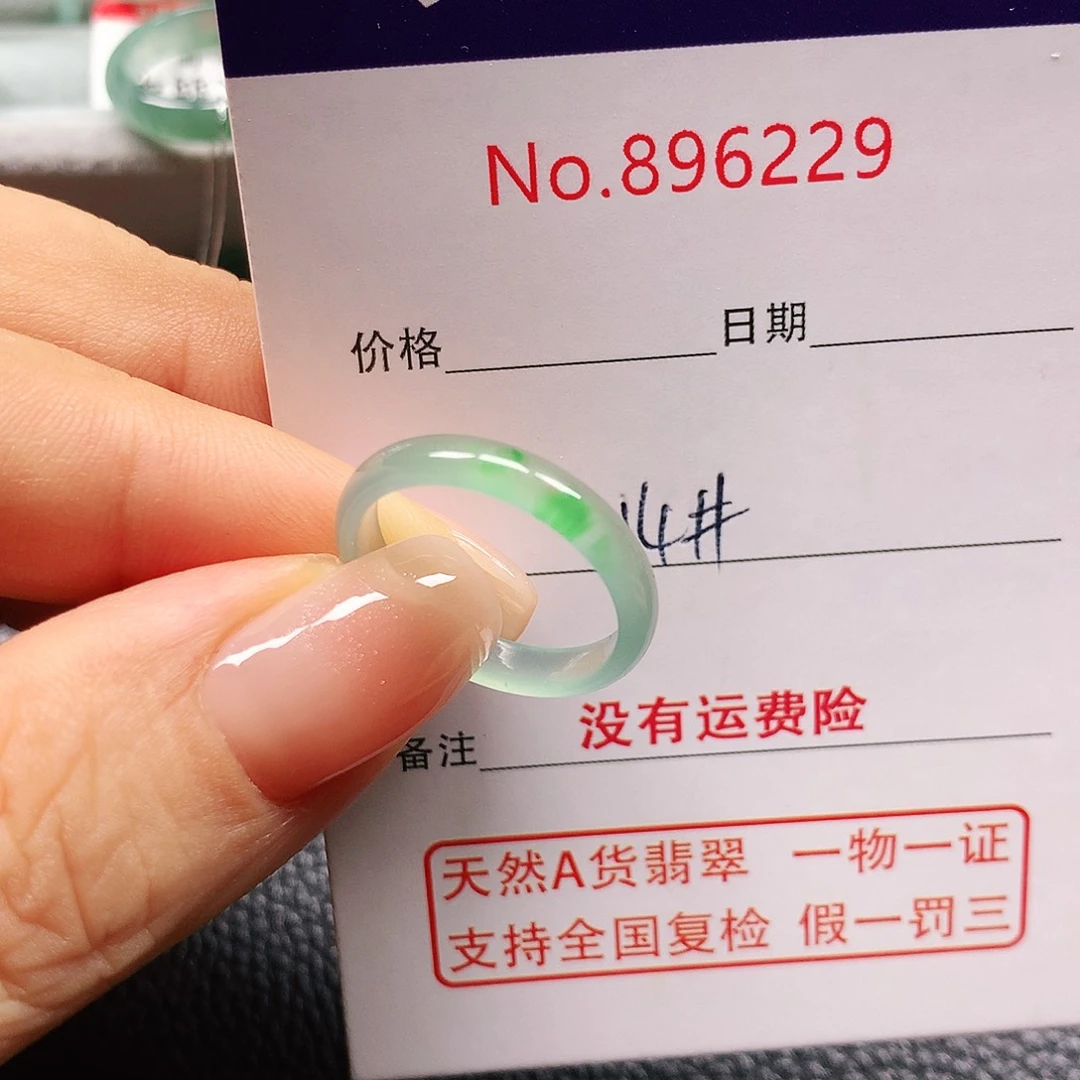 No.896229
价格 日期
14#
备注 没有运费险
天然A货翡翠 一物一证
支持全国复检 假一罚三